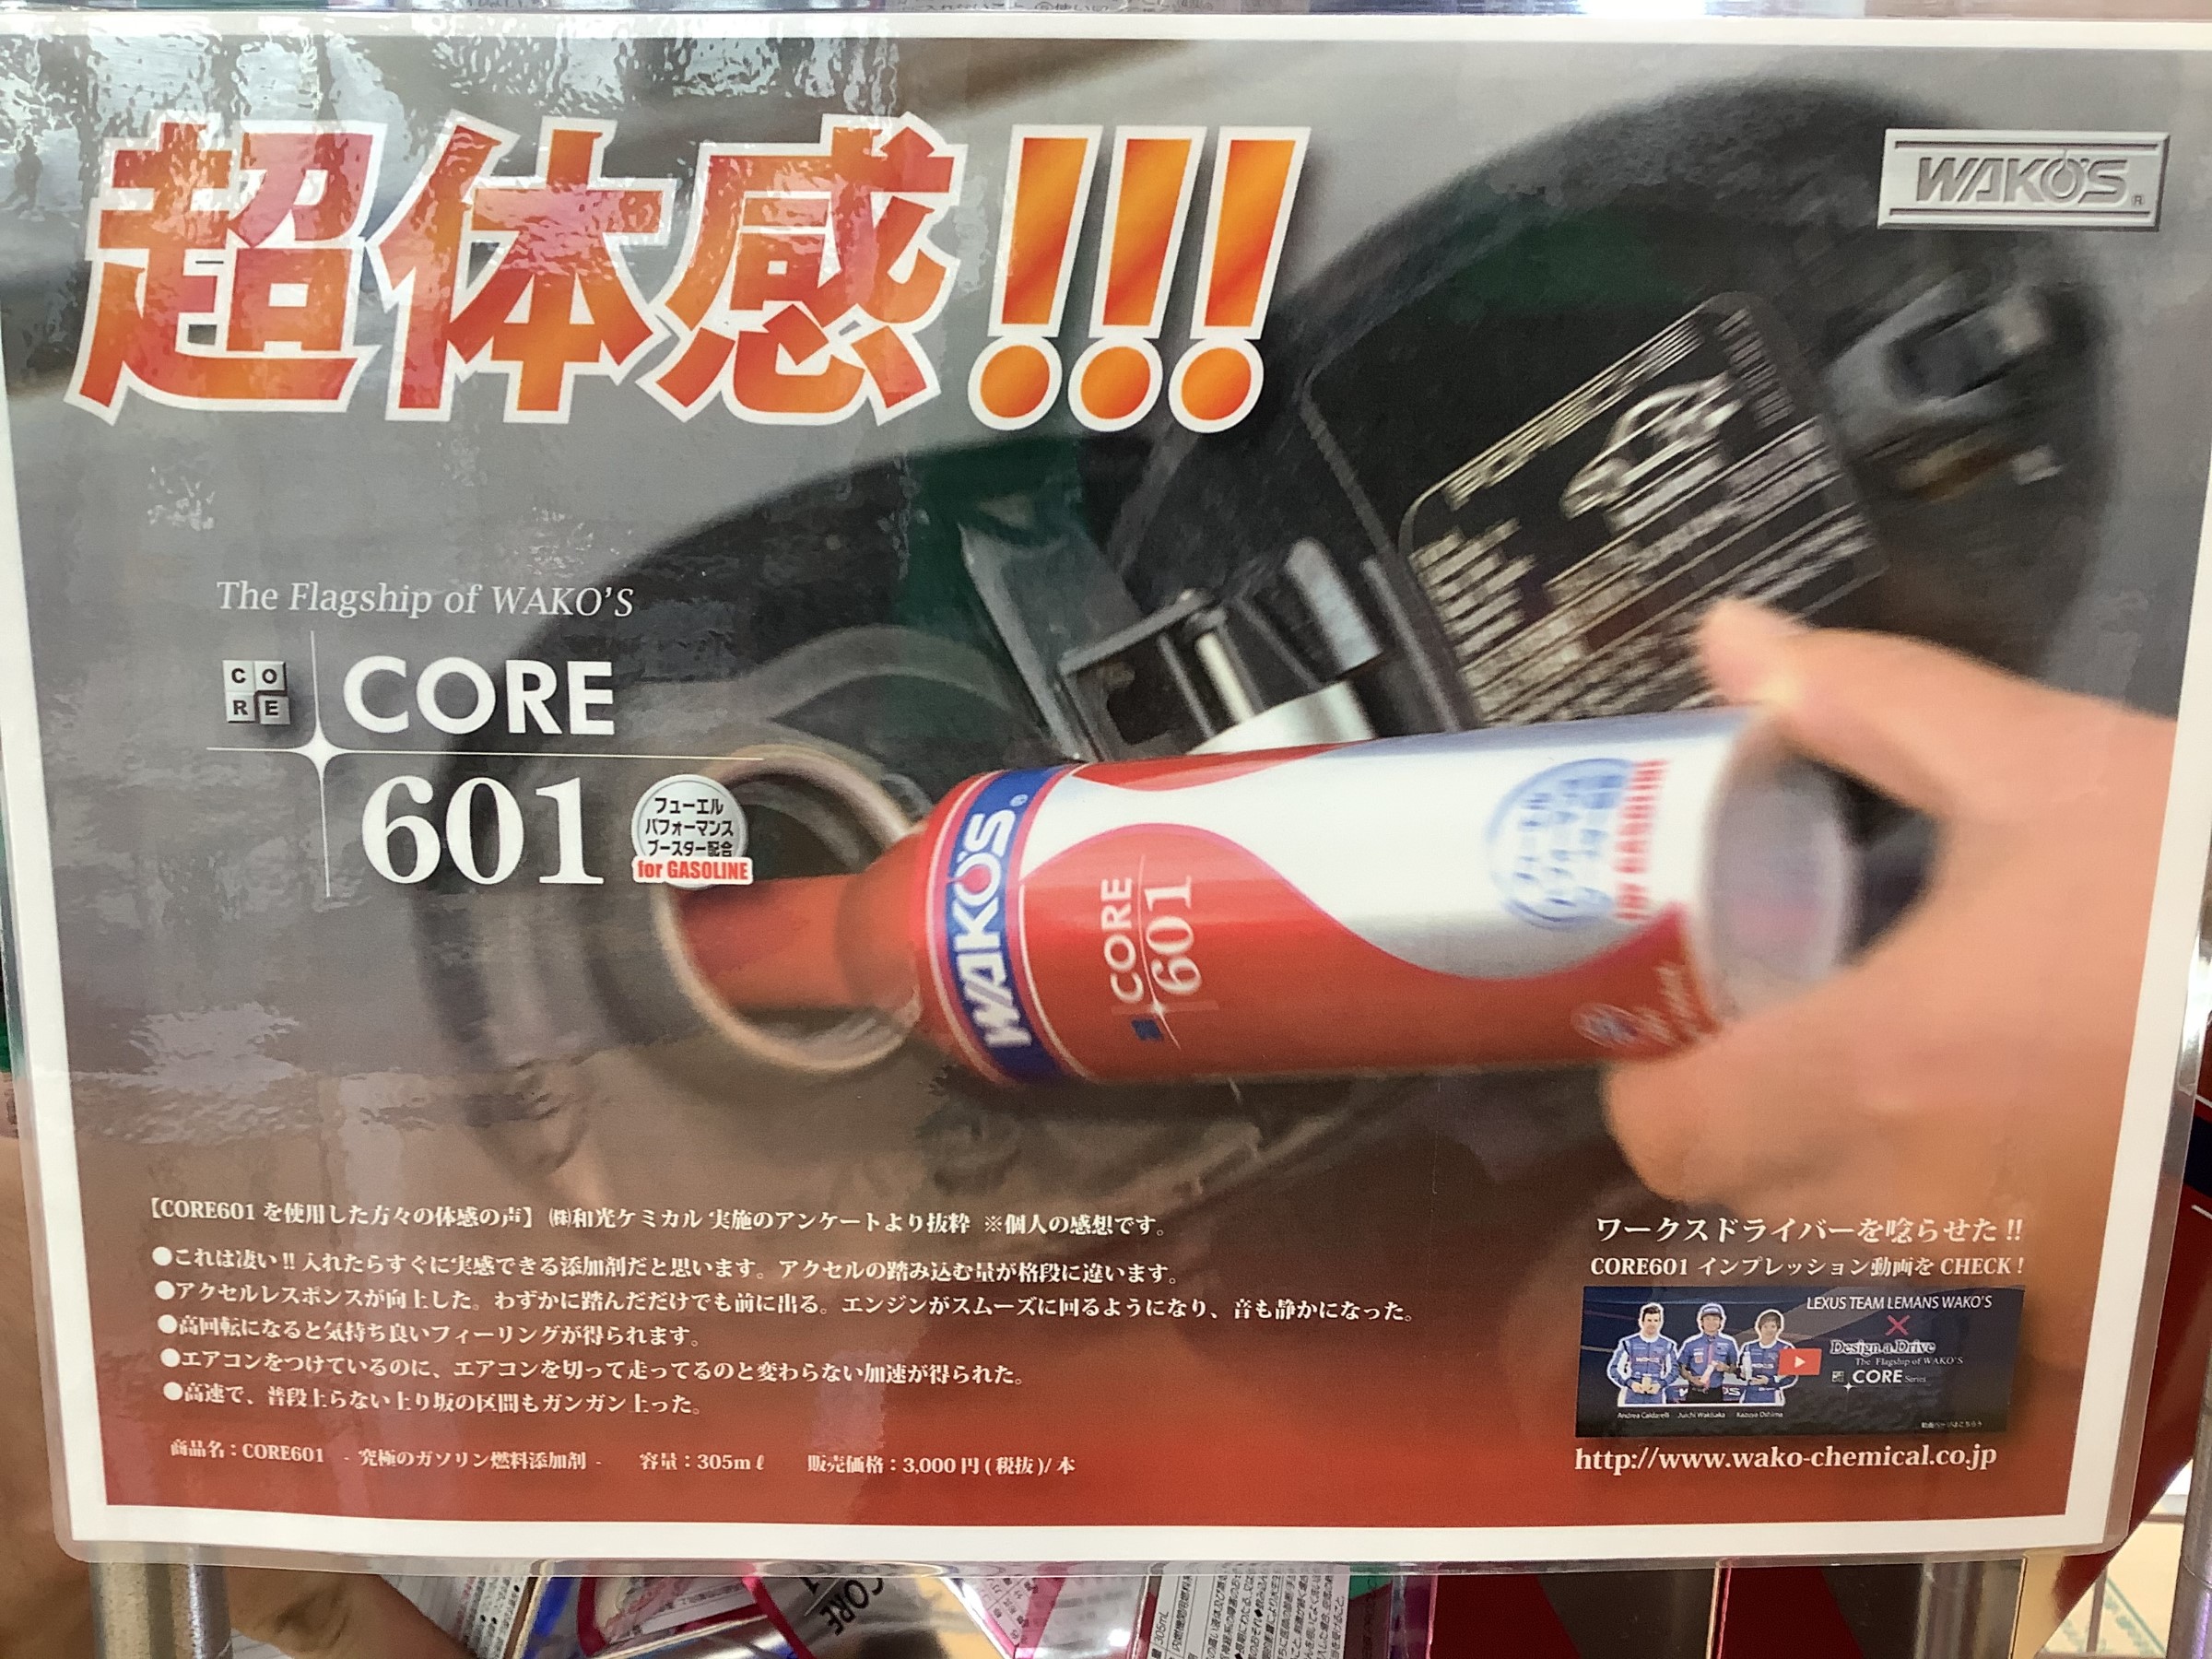 超体感!!!
WAKO'S®
The Flagship of WAKO'S
CO
RE
CORE
601
フューエル
パフォーマンス
ブースター配合
for GASOLINE
WAKO'S®
CORE
601
【CORE601 を使用した方々の体感の声】 ㈱和光ケミカル 実施のアンケートより抜粋 ※個人の感想です。
●これは凄い!! 入れたらすぐに実感できる添加剤だと思います。アクセルの踏み込む量が格段に違います。
●アクセルレスポンスが向上した。わずかに踏んだだけでも前に出る。エンジンがスムーズに回るようになり、音も静かになった。
●高回転になると気持ち良いフィーリングが得られます。
●エアコンをつけているのに、エアコンを切って走ってるのと変わらない加速が得られた。
●高速で、普段上らない上り坂の区間もガンガン上った。
商品名：CORE601 - 究極のガソリン燃料添加剤 - 容量：305mℓ 販売価格：3,000 円 ( 税抜 )/ 本
ワークスドライバーを唸らせた !!
CORE601 インプレッション動画を CHECK !
LEXUS TEAM LEMANS WAKO'S
×
Design a Drive
The Flagship of WAKO'S
CORE Series
Andrea Caldarelli Juichi Wakisaka Kazuya Oshima
http://www.wako-chemical.co.jp
CORE
305mL